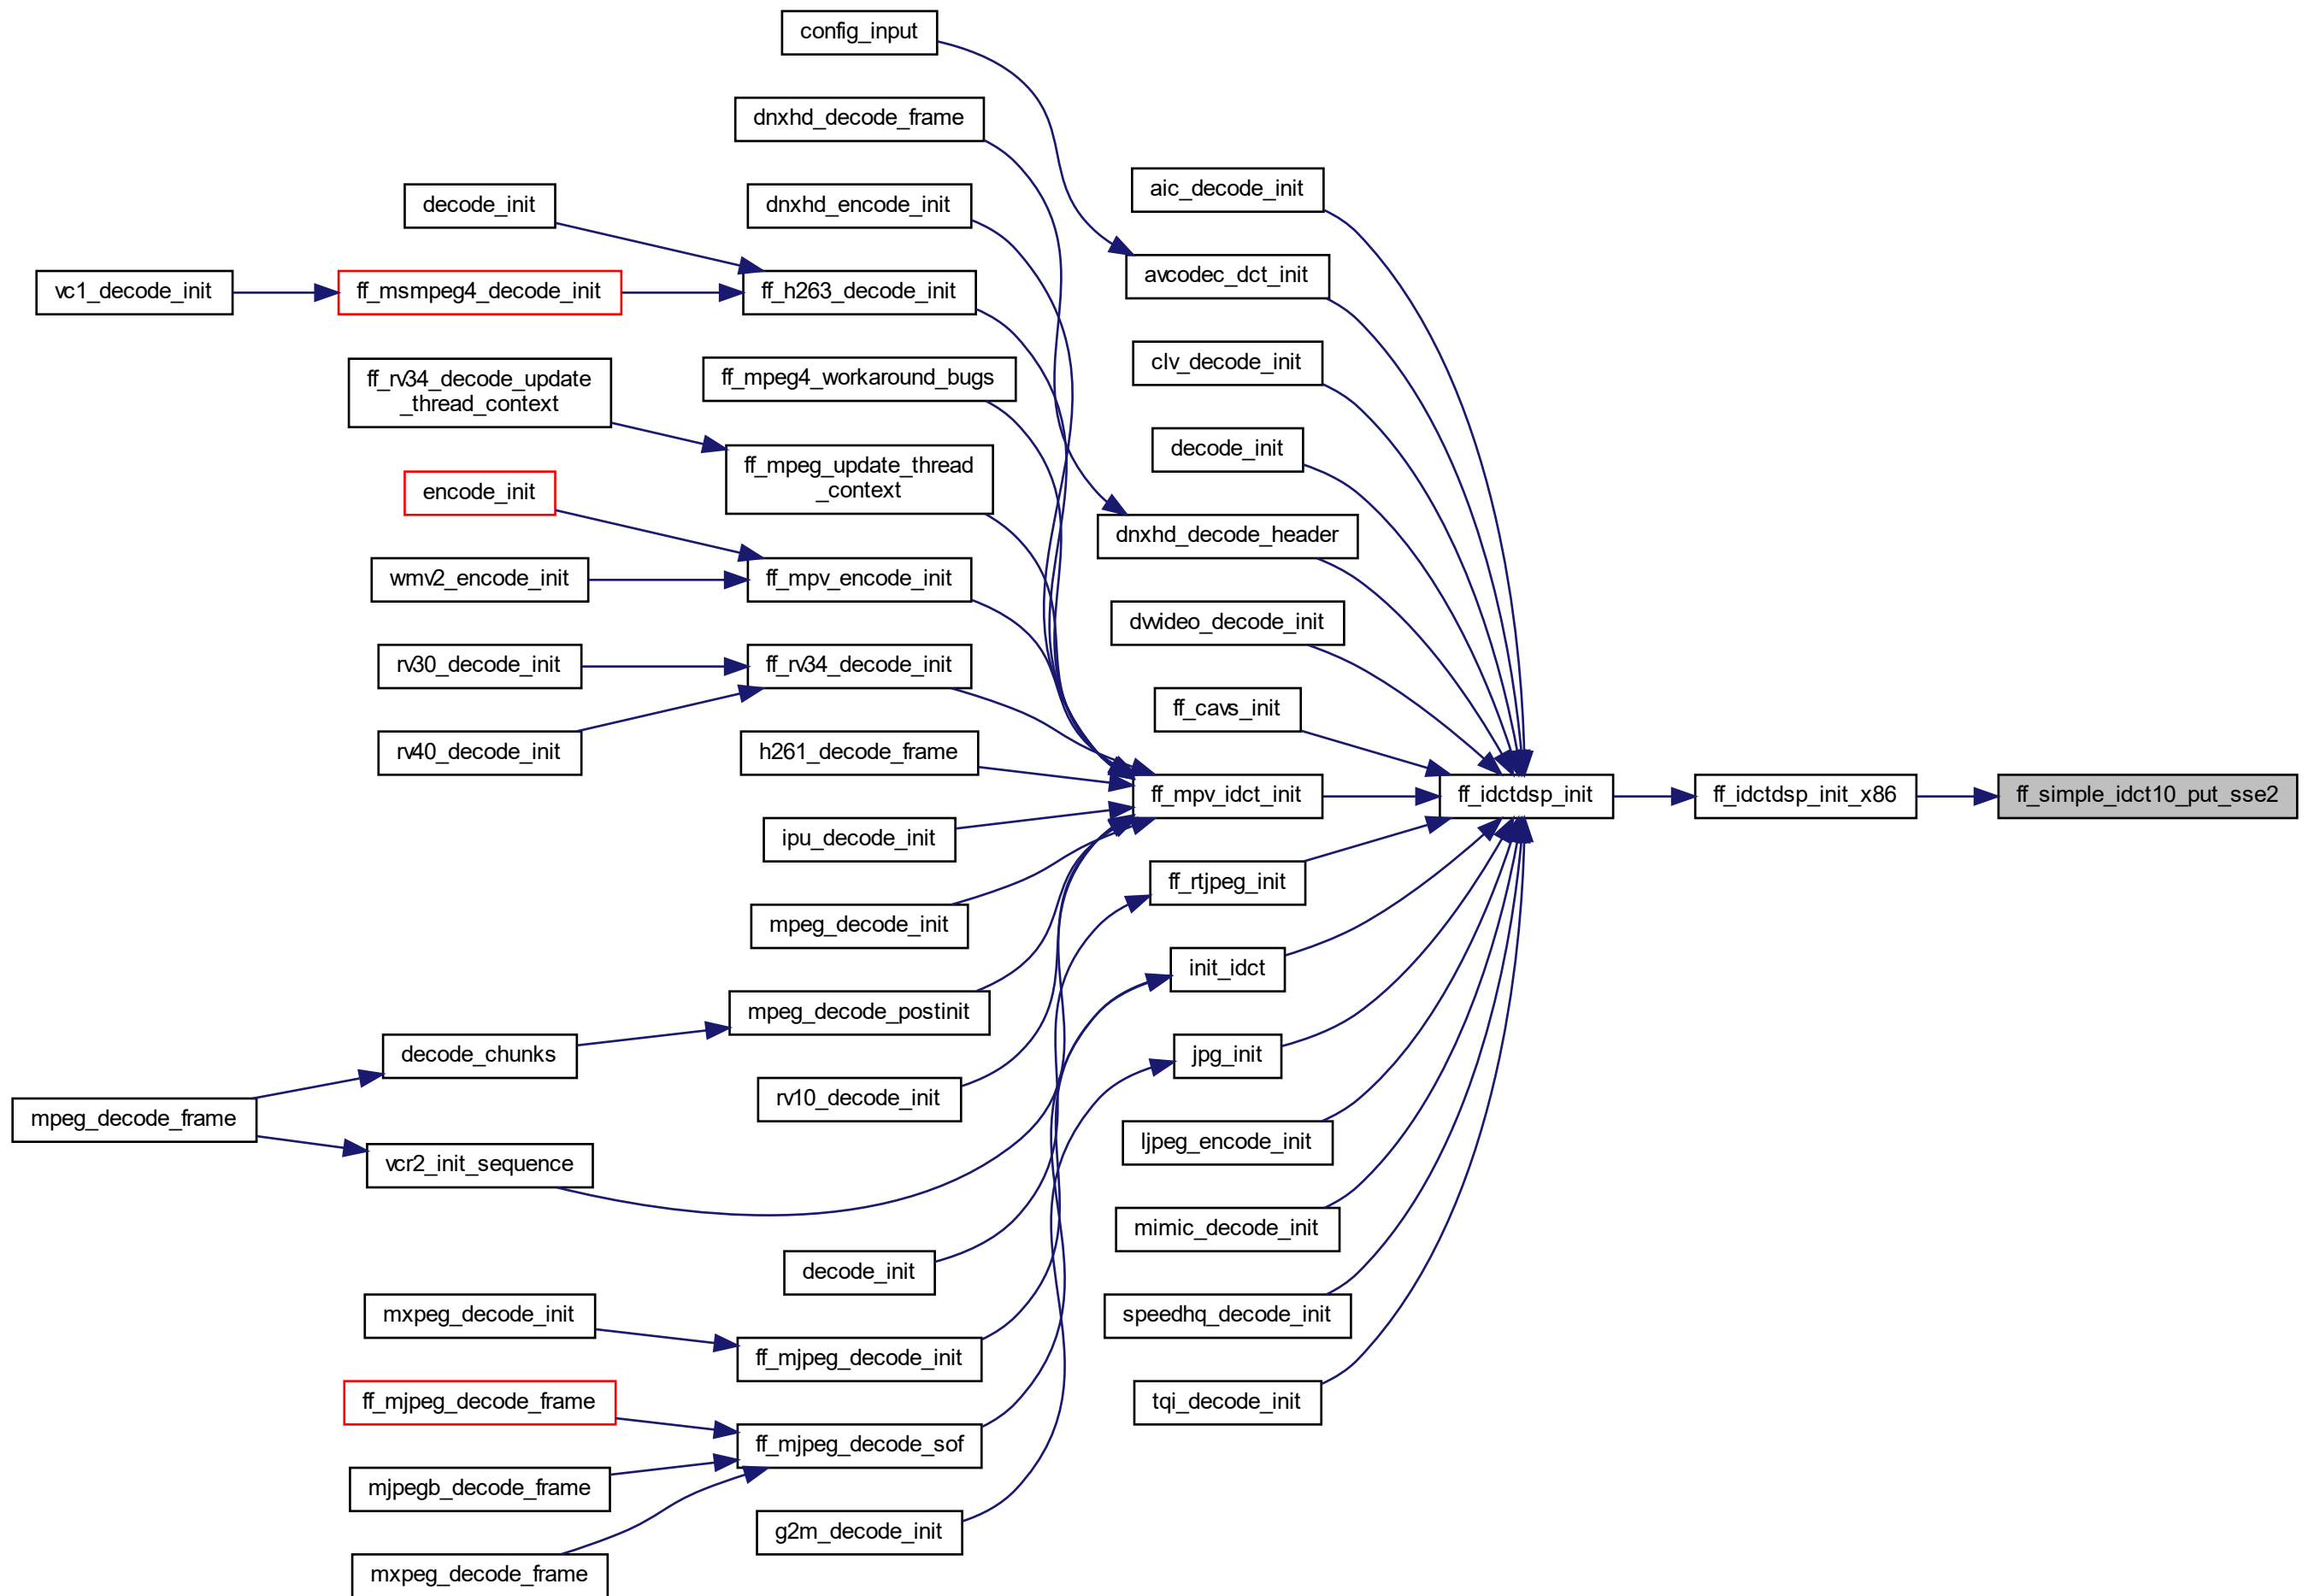 config_input
dnxhd_decode_frame
aic_decode_init
decode_init
dnxhd_encode_init
avcodec_dct_init
vc1_decode_init
ff_msmpeg4_decode_init
ff_h263_decode_init
clv_decode_init
ff_rv34_decode_update
_thread_context
ff_mpeg4_workaround_bugs
decode_init
ff_mpeg_update_thread
_context
encode_init
dnxhd_decode_header
wmv2_encode_init
ff_mpv_encode_init
dvvideo_decode_init
rv30_decode_init
ff_rv34_decode_init
ff_cavs_init
rv40_decode_init
h261_decode_frame
ff_mpv_idct_init
ff_idctdsp_init
ff_idctdsp_init_x86
ff_simple_idct10_put_sse2
ipu_decode_init
ff_rtjpeg_init
mpeg_decode_init
init_idct
mpeg_decode_postinit
decode_chunks
jpg_init
rv10_decode_init
mpeg_decode_frame
ljpeg_encode_init
vcr2_init_sequence
mimic_decode_init
decode_init
mxpeg_decode_init
speedhq_decode_init
ff_mjpeg_decode_init
ff_mjpeg_decode_frame
tqi_decode_init
ff_mjpeg_decode_sof
mjpegb_decode_frame
g2m_decode_init
mxpeg_decode_frame